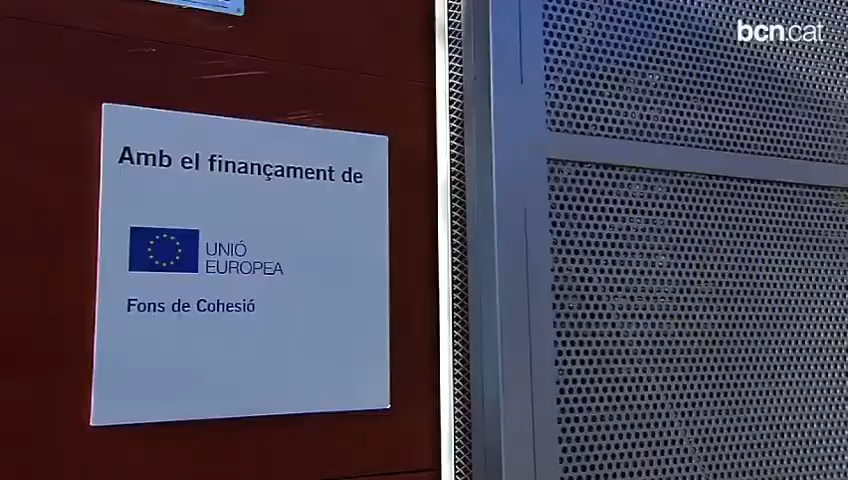 bcn.cat
Amb el finançament de
UNIÓ
EUROPEA
Fons de Cohesió